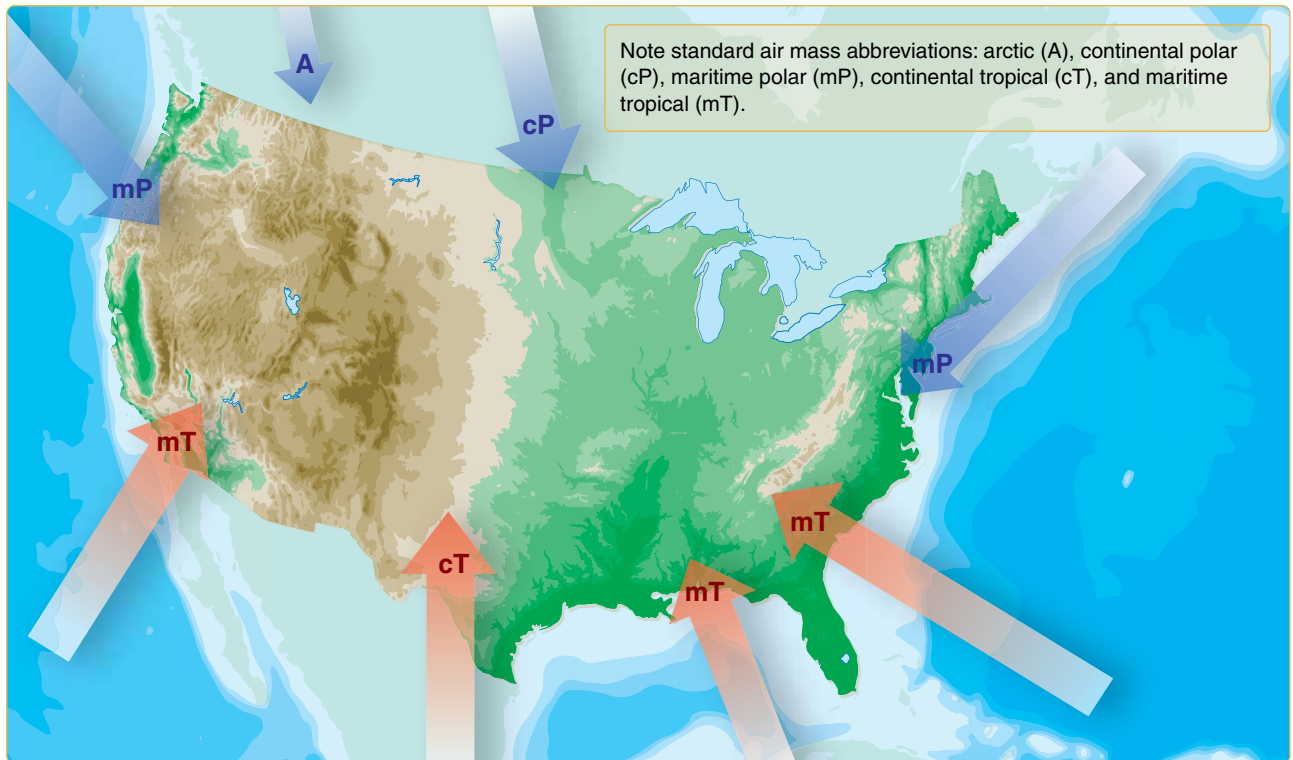 Note standard air mass abbreviations: arctic (A), continental polar
(cP), maritime polar (mP), continental tropical (cT), and maritime
tropical (mT).
A
cP
mP
mP
mT
mT
cT
mT